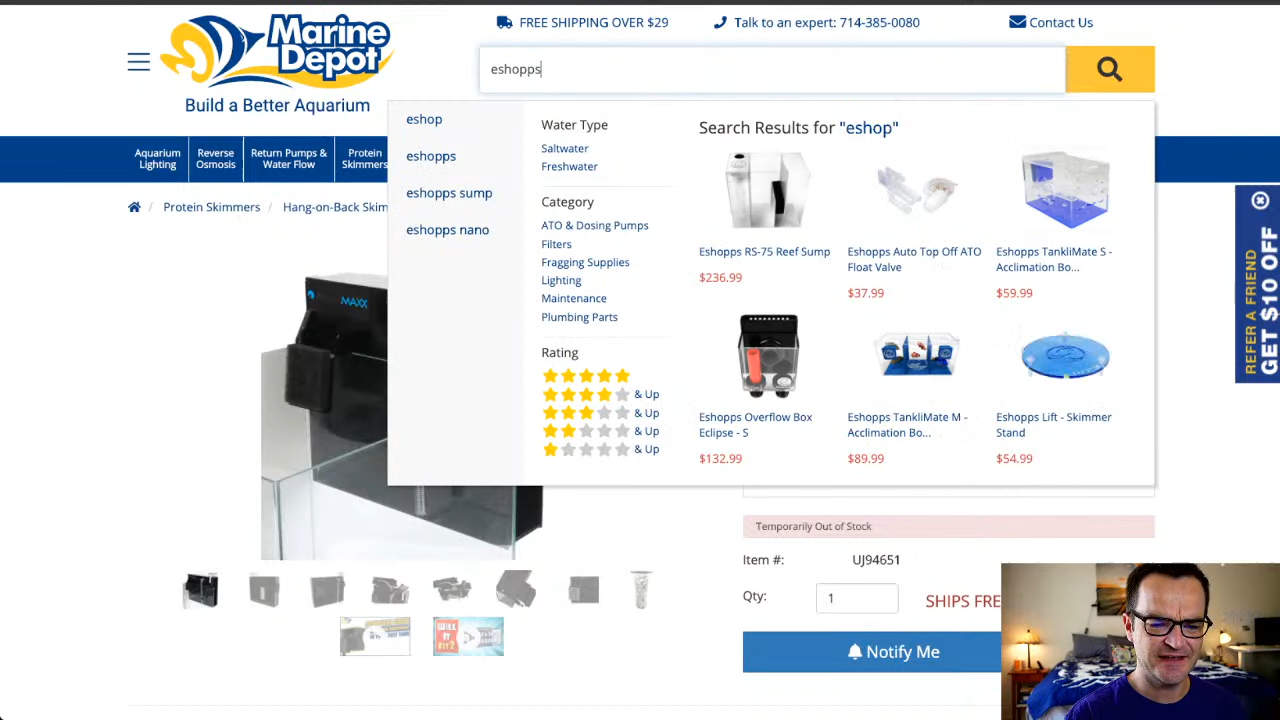 Marine
Depot
Build a Better Aquarium
FREE SHIPPING OVER $29
Talk to an expert: 714-385-0080
Contact Us
eshopps
Aquarium
Lighting
Reverse
Osmosis
Return Pumps &
Water Flow
Protein
Skimmers
Protein Skimmers
/
Hang-on-Back Skim
MAXX
eshop
eshopps
eshopps sump
eshopps nano
Water Type
Saltwater
Freshwater
Category
ATO & Dosing Pumps
Filters
Fragging Supplies
Lighting
Maintenance
Plumbing Parts
Rating
& Up
& Up
& Up
& Up
Search Results for "eshop"
Eshopps RS-75 Reef Sump
$236.99
Eshopps Auto Top Off ATO
Float Valve
$37.99
Eshopps TankliMate S -
Acclimation Bo...
$59.99
Eshopps Overflow Box
Eclipse - S
$132.99
Eshopps TankliMate M -
Acclimation Bo...
$89.99
Eshopps Lift - Skimmer
Stand
$54.99
REFER A FRIEND
GET $10 OFF
Temporarily Out of Stock
Item #:
UJ94651
Qty:
1
SHIPS FRE
Notify Me
WILL
IT
FIT?